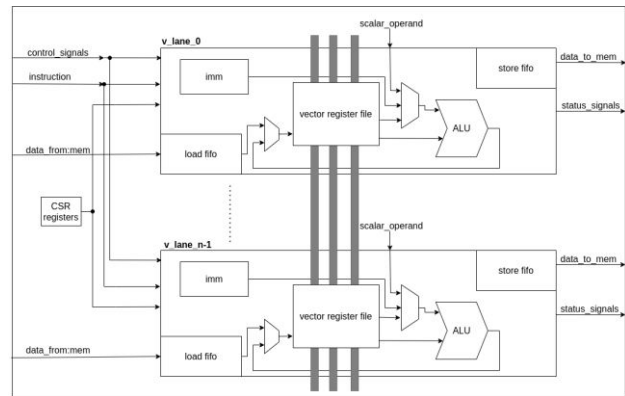 scalar_operand
v_lane_0
control_signals
data_to_mem
imm
store fifo
instruction
status_signals
vector register file
ALU
data_from:mem
load fifo
CSR
registers
scalar_operand
v_lane_n-1
data_to_mem
imm
store fifo
status_signals
vector register file
ALU
data_from:mem
load fifo